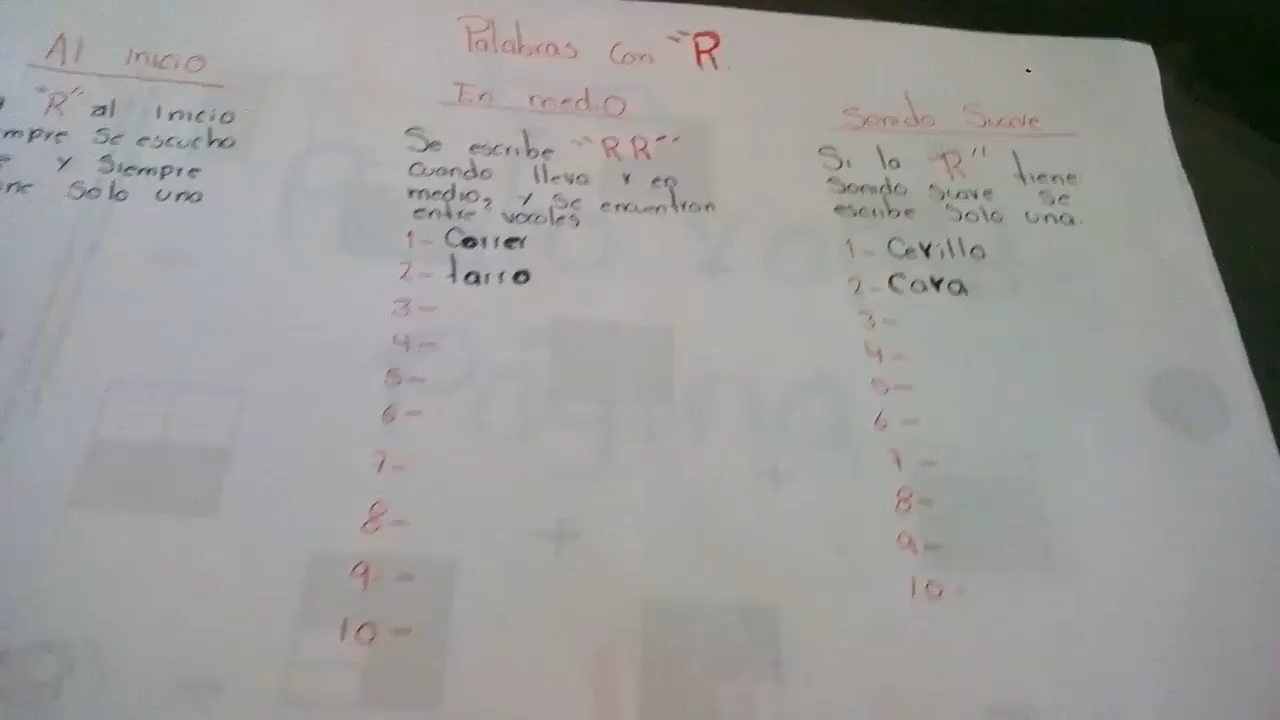 Palabras con "R
Al inicio
"R" al inicio
mpre se escucha
y siempre
ne solo una
En medio
Se escribe "RR"
cuando lleva r en
medio, y se encuentran
entre vocales
1- Correr
2- tarro
3-
4-
5-
6-
7-
8-
9-
10-
Sonido Suave
Si la "R" tiene
sonido suave se
escribe solo una.
1- Cerillo
2- Cara
3-
4-
5-
6-
7-
8-
9-
10